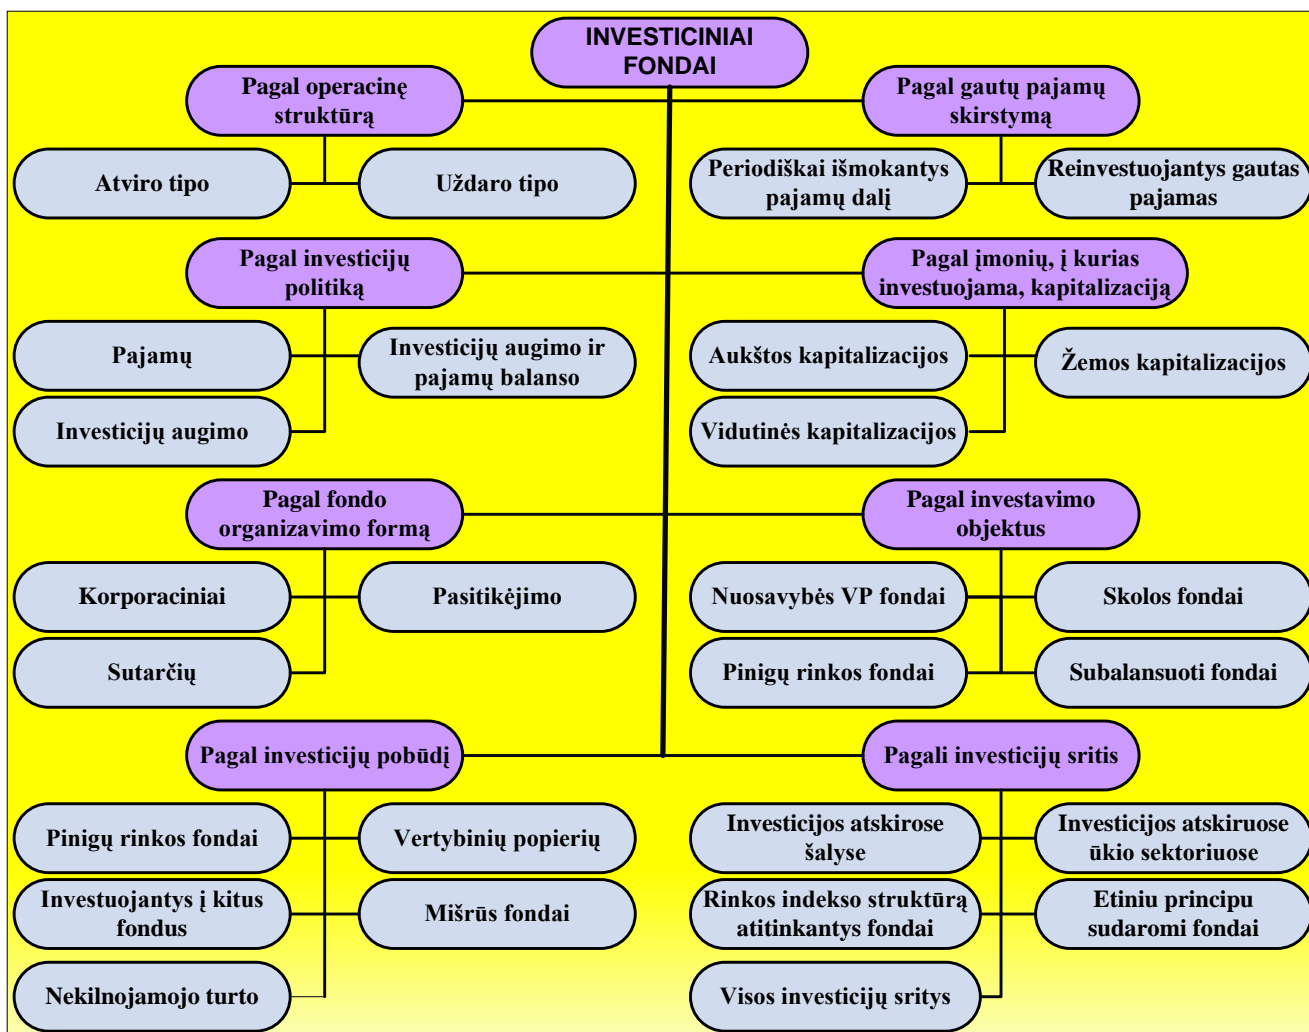 INVESTICINIAI
FONDAI
Pagal operacinę
struktūrą
Pagal gautų pajamų
skirstymą
Atviro tipo
Uždaro tipo
Periodiškai išmokantys
pajamų dalį
Reinvestuojantys gautas
pajamas
Pagal investicijų
politiką
Pagal įmonių, į kurias
investuojama, kapitalizaciją
Pajamų
Investicijų augimo ir
pajamų balanso
Aukštos kapitalizacijos
Žemos kapitalizacijos
Investicijų augimo
Vidutinės kapitalizacijos
Pagal fondo
organizavimo formą
Pagal investavimo
objektus
Korporaciniai
Pasitikėjimo
Nuosavybės VP fondai
Skolos fondai
Sutarčių
Pinigų rinkos fondai
Subalansuoti fondai
Pagal investicijų pobūdį
Pagali investicijų sritis
Pinigų rinkos fondai
Vertybinių popierių
Investicijos atskirose
šalyse
Investicijos atskiruose
ūkio sektoriuose
Investuojantys į kitus
fondus
Mišrūs fondai
Rinkos indekso struktūrą
atitinkantys fondai
Etiniu principu
sudaromi fondai
Nekilnojamojo turto
Visos investicijų sritys